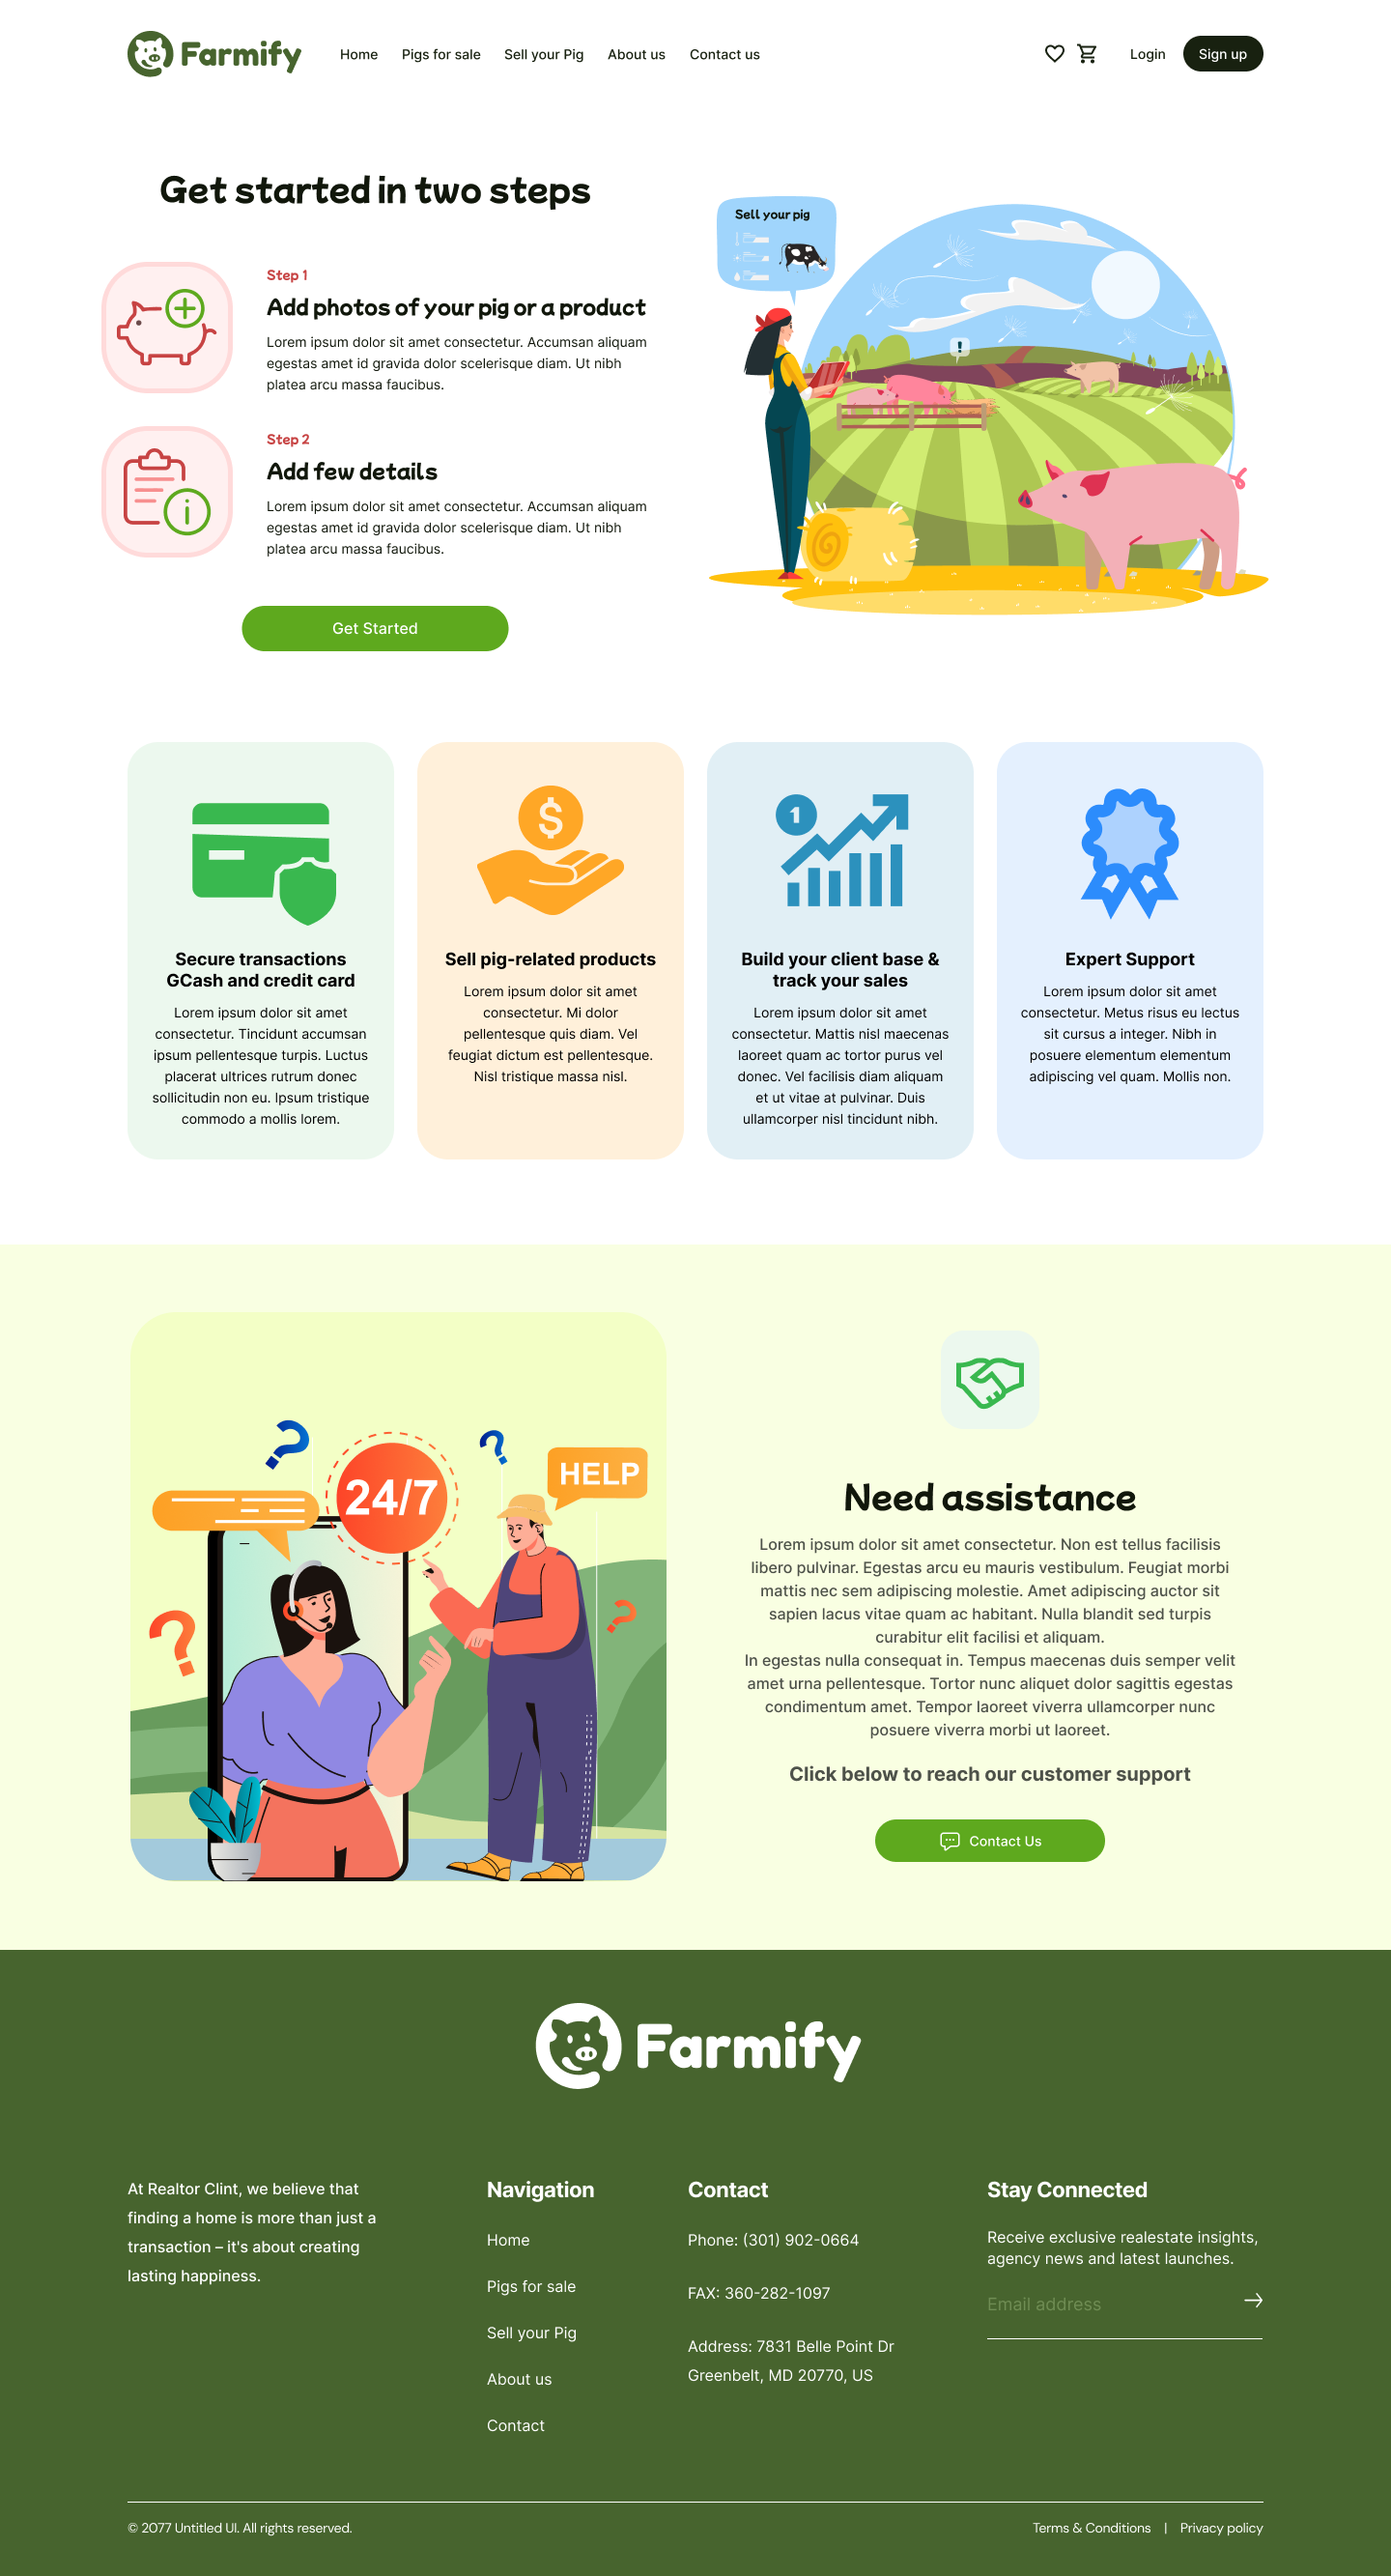 Farmify
Home
Pigs for sale
Sell your Pig
About us
Contact us
Login
Sign up
Get started in two steps
Step 1
Add photos of your pig or a product
Lorem ipsum dolor sit amet consectetur. Accumsan aliquam
egestas amet id gravida dolor scelerisque diam. Ut nibh
platea arcu massa faucibus.
Step 2
Add few details
Lorem ipsum dolor sit amet consectetur. Accumsan aliquam
egestas amet id gravida dolor scelerisque diam. Ut nibh
platea arcu massa faucibus.
Get Started
Sell your pig
!
Secure transactions
GCash and credit card
Lorem ipsum dolor sit amet
consectetur. Tincidunt accumsan
ipsum pellentesque turpis. Luctus
placerat ultrices rutrum donec
sollicitudin non eu. Ipsum tristique
commodo a mollis lorem.
$
Sell pig-related products
Lorem ipsum dolor sit amet
consectetur. Mi dolor
pellentesque quis diam. Vel
feugiat dictum est pellentesque.
Nisl tristique massa nisl.
1
Build your client base &
track your sales
Lorem ipsum dolor sit amet
consectetur. Mattis nisl maecenas
laoreet quam ac tortor purus vel
donec. Vel facilisis diam aliquam
et ut vitae at pulvinar. Duis
ullamcorper nisl tincidunt nibh.
Expert Support
Lorem ipsum dolor sit amet
consectetur. Metus risus eu lectus
sit cursus a integer. Nibh in
posuere elementum elementum
adipiscing vel quam. Mollis non.
?
?
HELP
24/7
?
?
Need assistance
Lorem ipsum dolor sit amet consectetur. Non est tellus facilisis
libero pulvinar. Egestas arcu eu mauris vestibulum. Feugiat morbi
mattis nec sem adipiscing molestie. Amet adipiscing auctor sit
sapien lacus vitae quam ac habitant. Nulla blandit sed turpis
curabitur elit facilisi et aliquam.
In egestas nulla consequat in. Tempus maecenas duis semper velit
amet urna pellentesque. Tortor nunc aliquet dolor sagittis egestas
condimentum amet. Tempor laoreet viverra ullamcorper nunc
posuere viverra morbi ut laoreet.
Click below to reach our customer support
Contact Us
Farmify
At Realtor Clint, we believe that
finding a home is more than just a
transaction – it's about creating
lasting happiness.
Navigation
Home
Pigs for sale
Sell your Pig
About us
Contact
Contact
Phone: (301) 902-0664
FAX: 360-282-1097
Address: 7831 Belle Point Dr
Greenbelt, MD 20770, US
Stay Connected
Receive exclusive realestate insights,
agency news and latest launches.
Email address
© 2077 Untitled UI. All rights reserved.
Terms & Conditions | Privacy policy